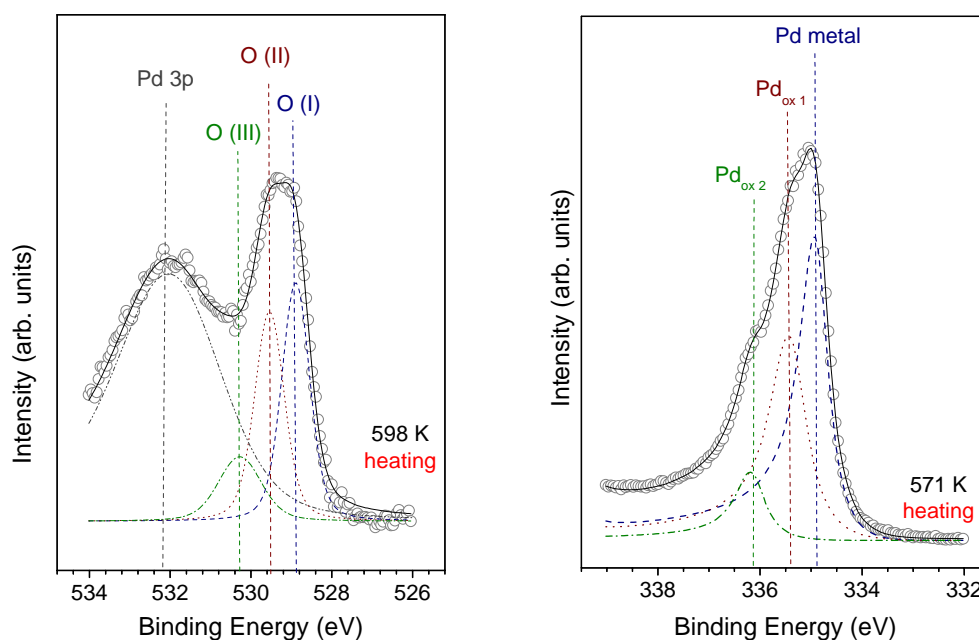 Pd 3p
O (II)
O (I)
O (III)
598 K
heating
Intensity (arb. units)
534 532 530 528 526
Binding Energy (eV)
Pd metal
Pd ox 1
Pd ox 2
571 K
heating
Intensity (arb. units)
338 336 334 332
Binding Energy (eV)